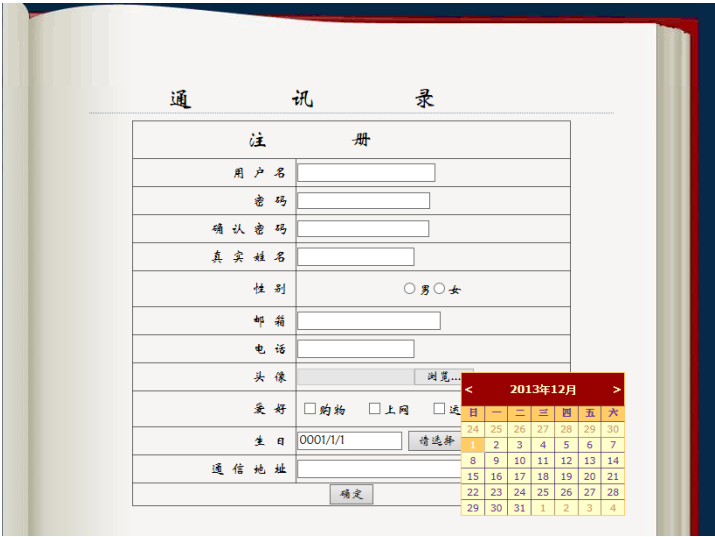 通 讯 录
注 册
用 户 名
密 码
确 认 密 码
真 实 姓 名
性 别 男 女
邮 箱
电 话
头 像 浏览...
爱 好 购物 上网
生 日 0001/1/1 请选择
通 信 地 址
确定
< 2013年12月 >
日 一 二 三 四 五 六
24 25 26 27 28 29 30
1 2 3 4 5 6 7
8 9 10 11 12 13 14
15 16 17 18 19 20 21
22 23 24 25 26 27 28
29 30 31 1 2 3 4